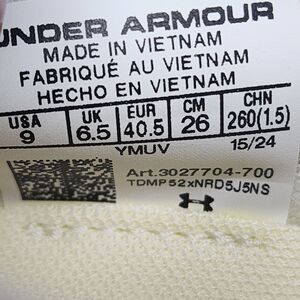 UNDER ARMOUR
MADE IN VIETNAM
FABRIQUÉ AU VIETNAM
HECHO EN VIETNAM
USA UK EUR CM CHN
9 6.5 40.5 26 260(1.5)
YMUV 15/24
Art.3027704-700
TDMP52xNRD5J5NS